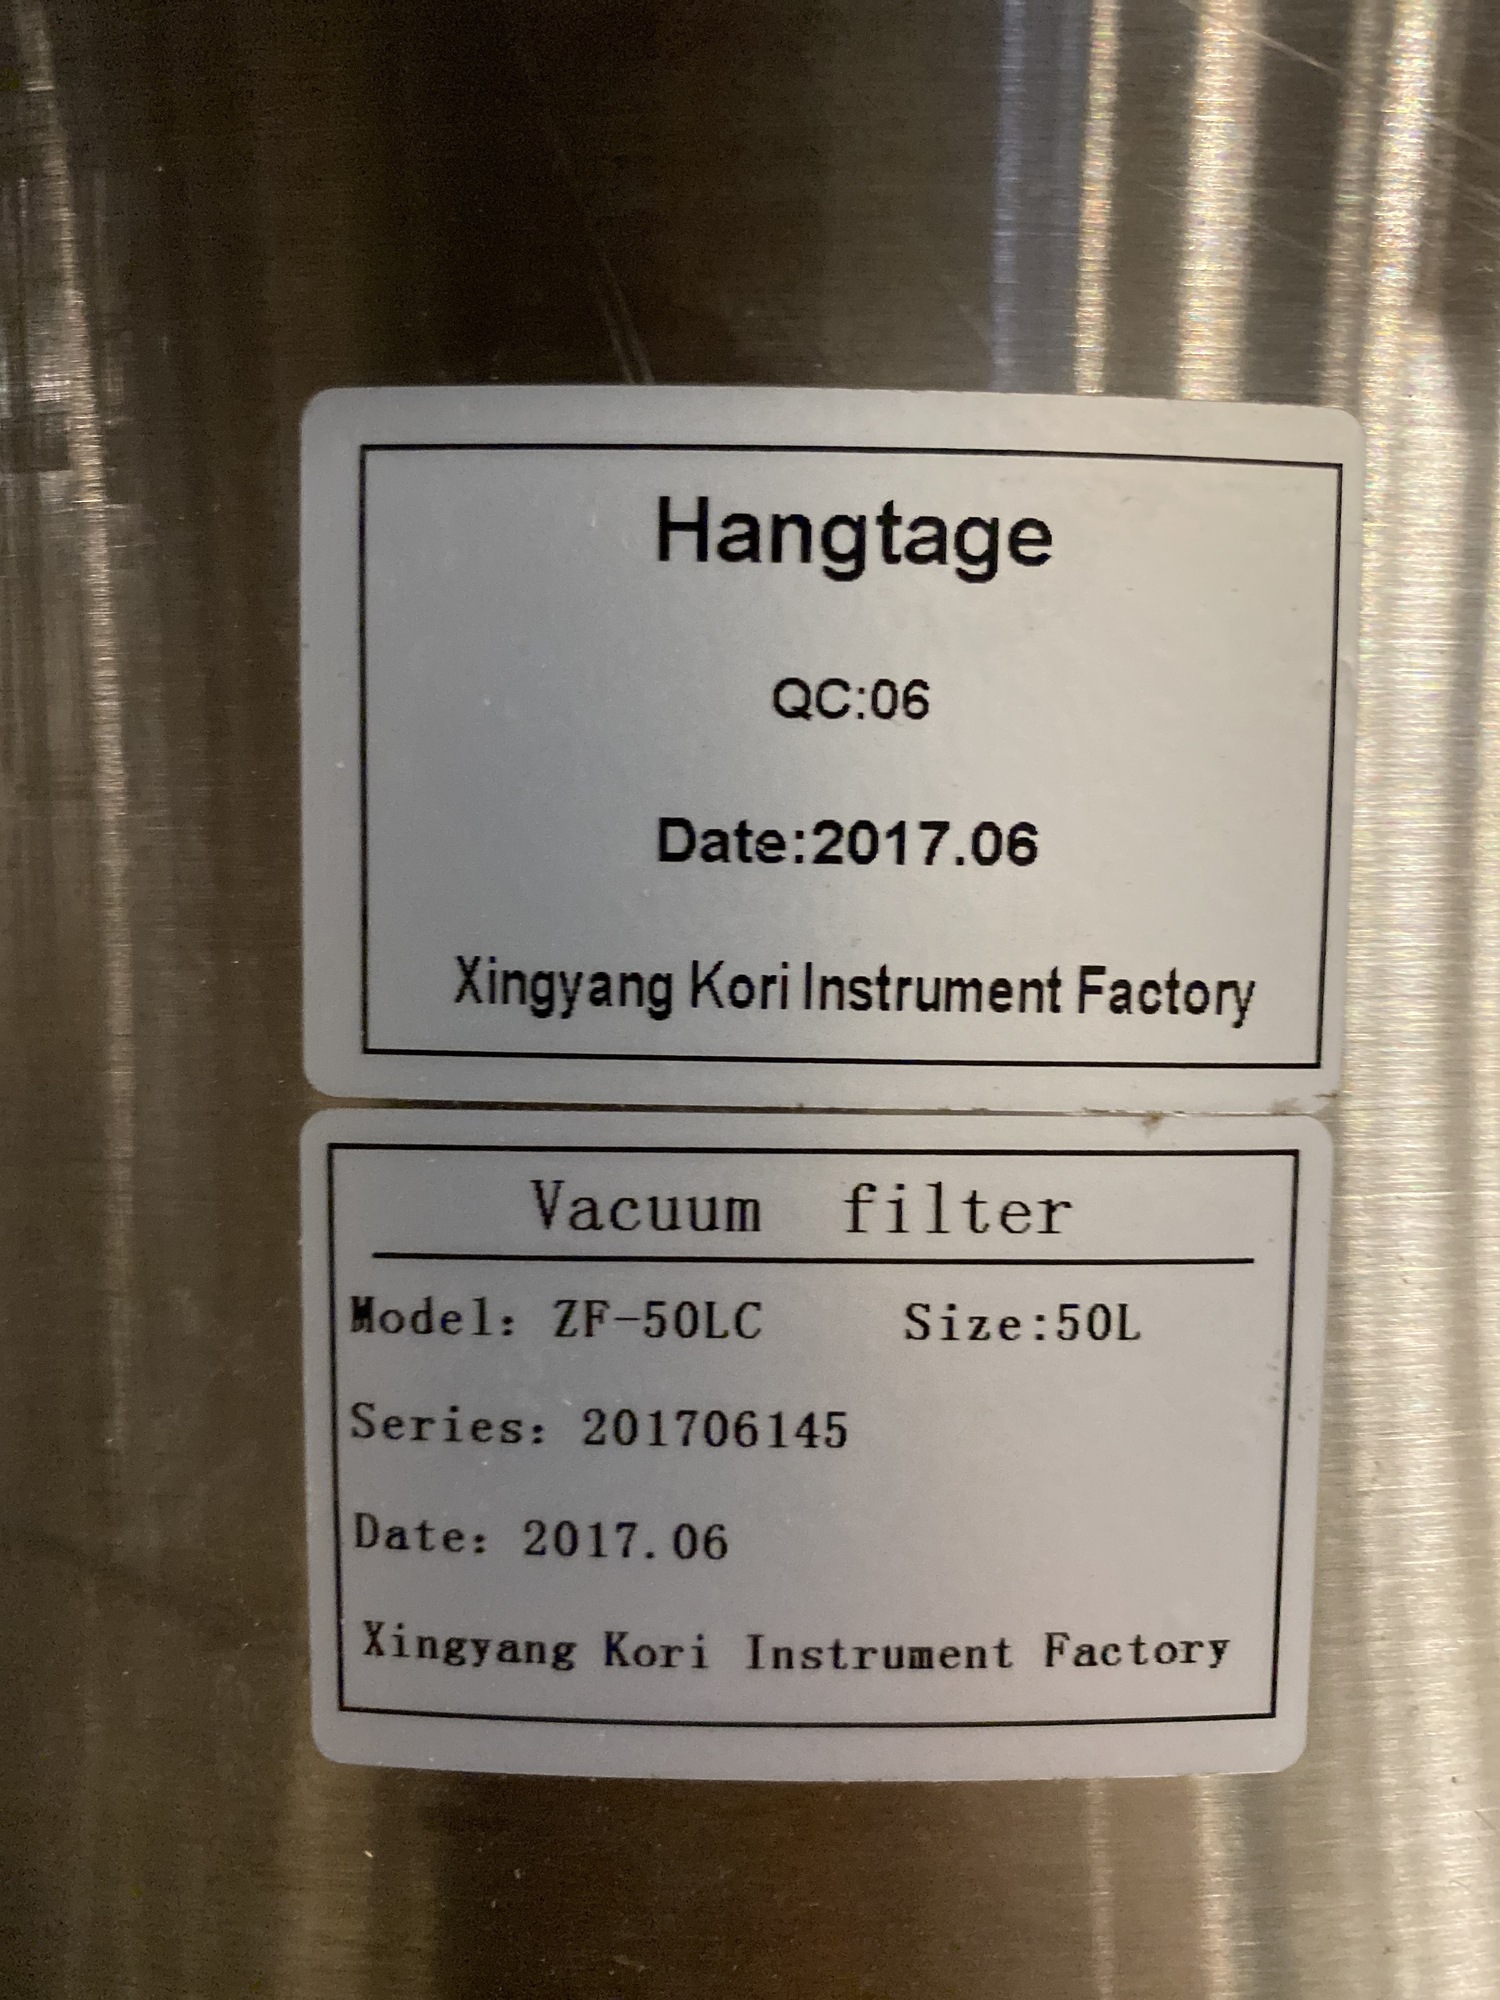 Hangtage
QC:06
Date:2017.06
Xingyang Kori Instrument Factory
Vacuum filter
Model: ZF-50LC Size:50L
Series: 201706145
Date: 2017.06
Xingyang Kori Instrument Factory